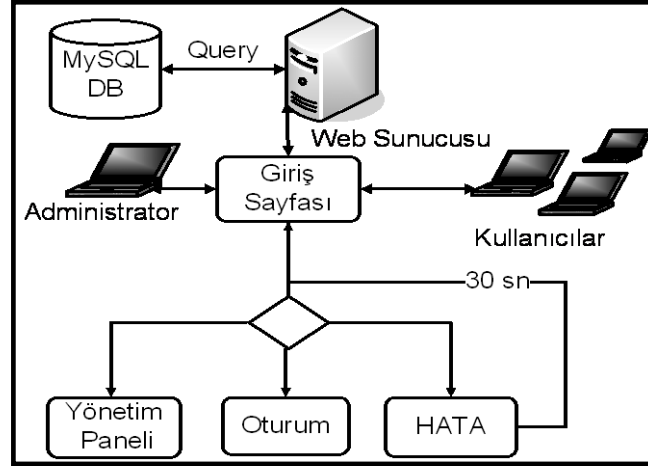 MySQL
DB
Query
Web Sunucusu
Giriş
Sayfası
Administrator
Kullanıcılar
30 sn
Yönetim
Paneli
Oturum
HATA